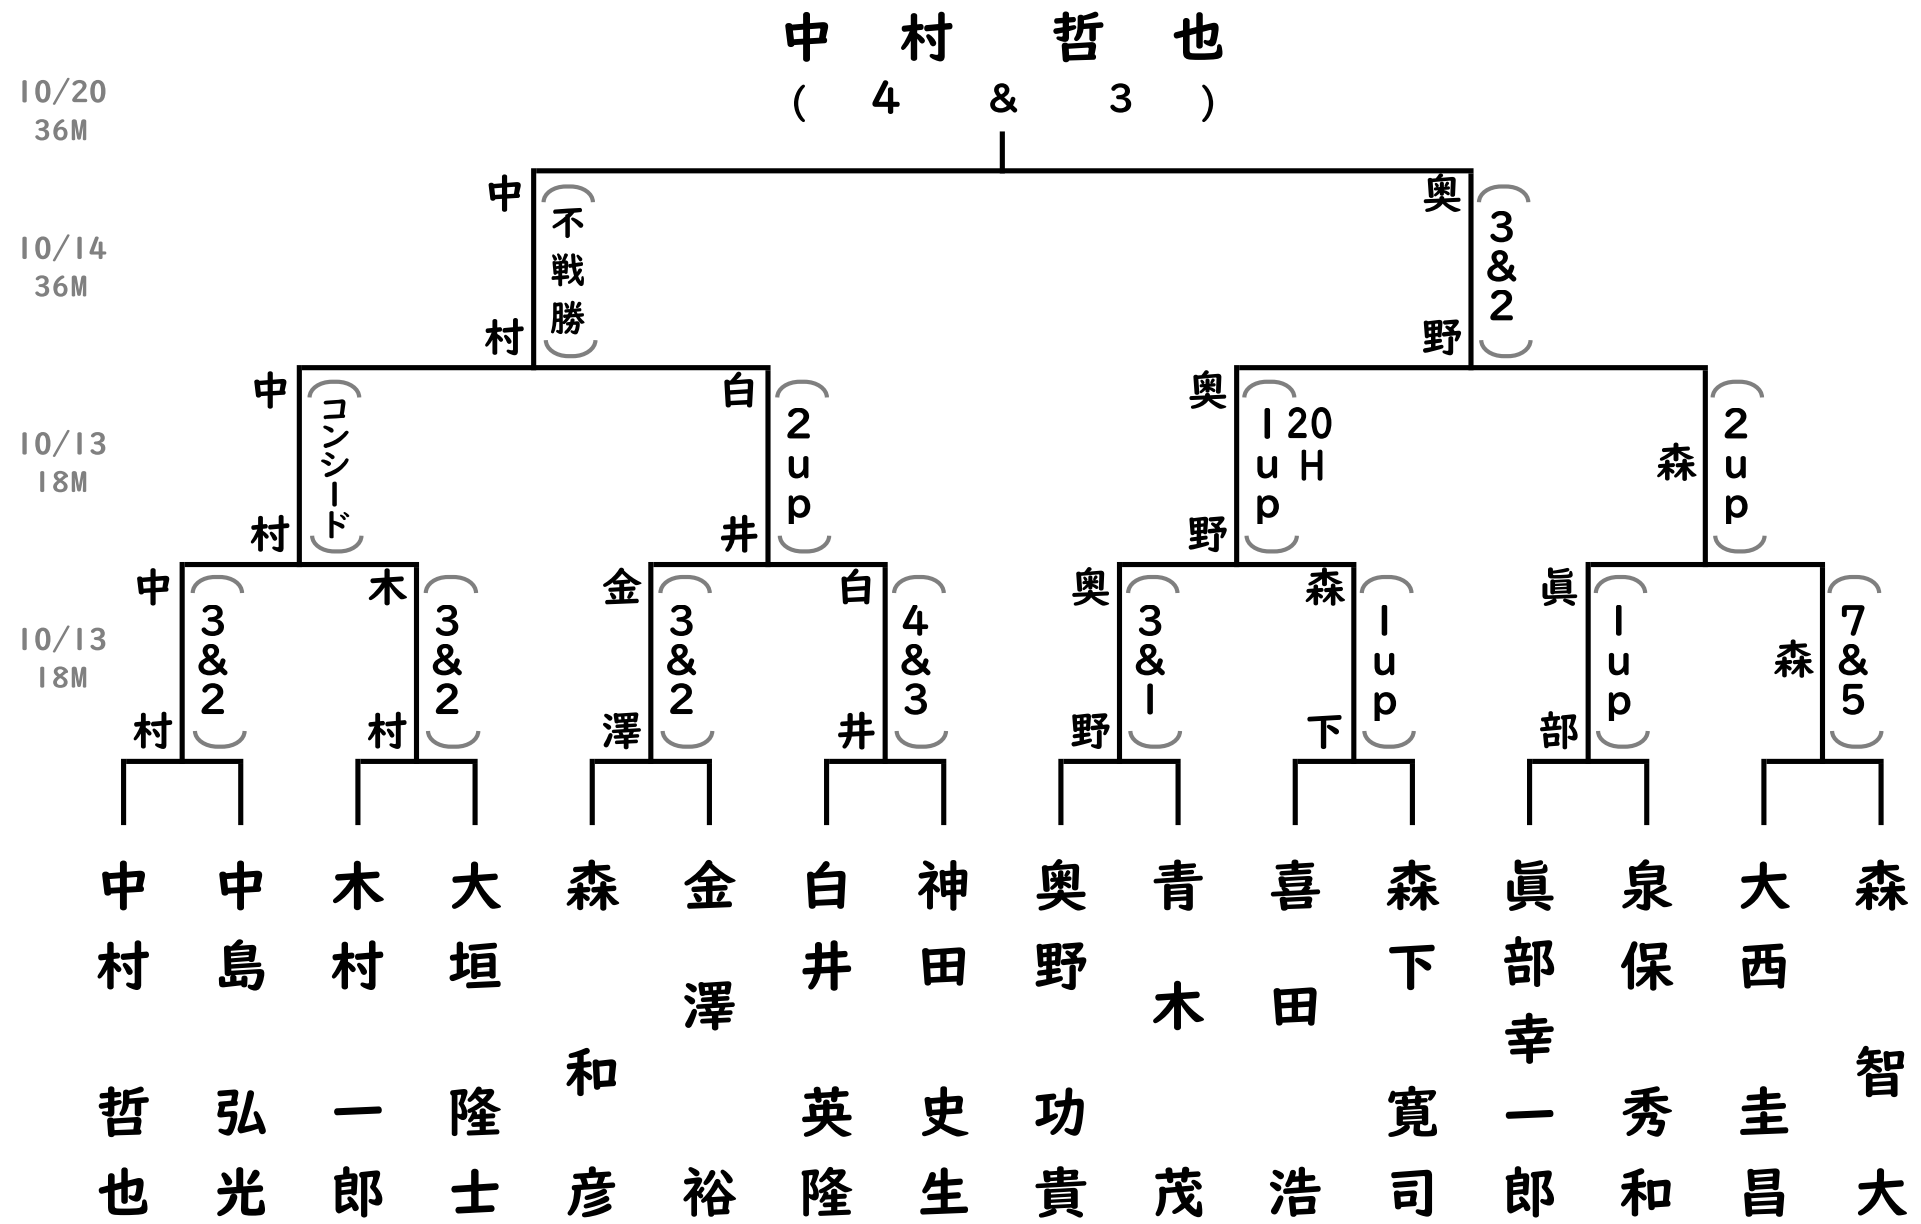 中村 哲也
( 4 & 3 )
10/20
36M
10/14
36M
10/13
18M
10/13
18M
中村
(不戦勝)
奥野
(3&2)
中村
(コンシード)
白井
(2up)
奥野
(1up 20H)
森
(2up)
中村
(3&2)
木村
(3&2)
金澤
(3&2)
白井
(4&3)
奥野
(3&1)
森下
(1up)
眞部
(1up)
森
(7&5)
中村哲也
中島弘光
木村一郎
大垣隆士
森和彦
金澤裕
白井英隆
神田史生
奥野功貴
青木茂
喜田浩
森下寛司
眞部幸一郎
泉保秀和
大西圭昌
森智大